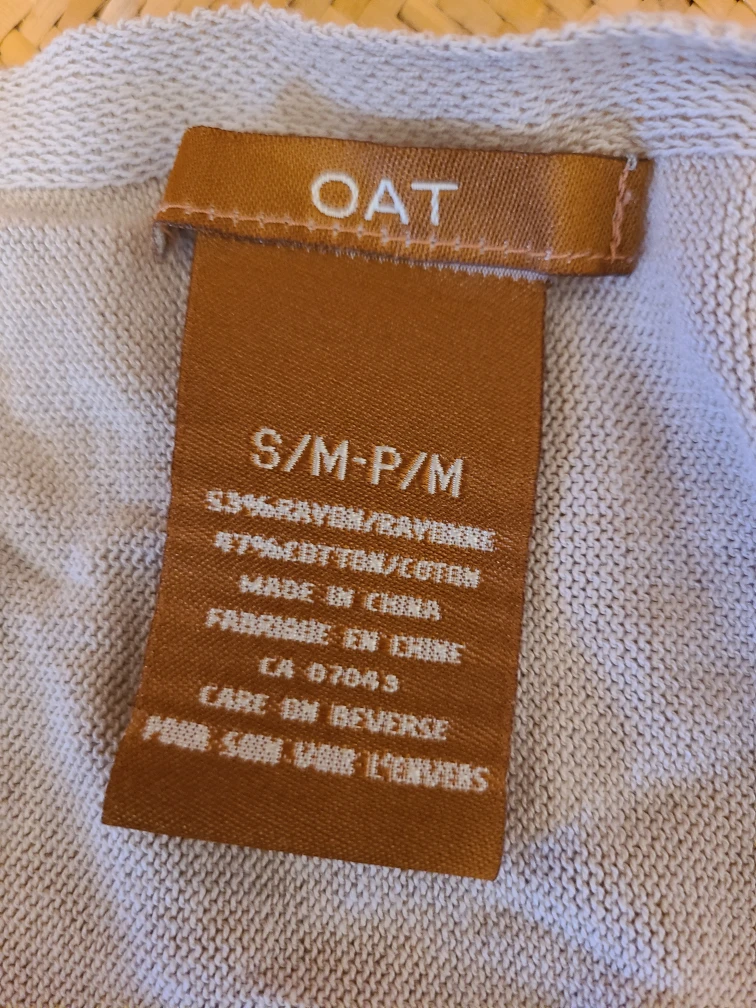 OAT
S/M-P/M
53%RAYON/RAYONNE
47%COTTON/COTON
MADE IN CHINA
FABRIQUE EN CHINE
CA 07043
CARE ON REVERSE
POUR SOIN VOIR L'ENVERS